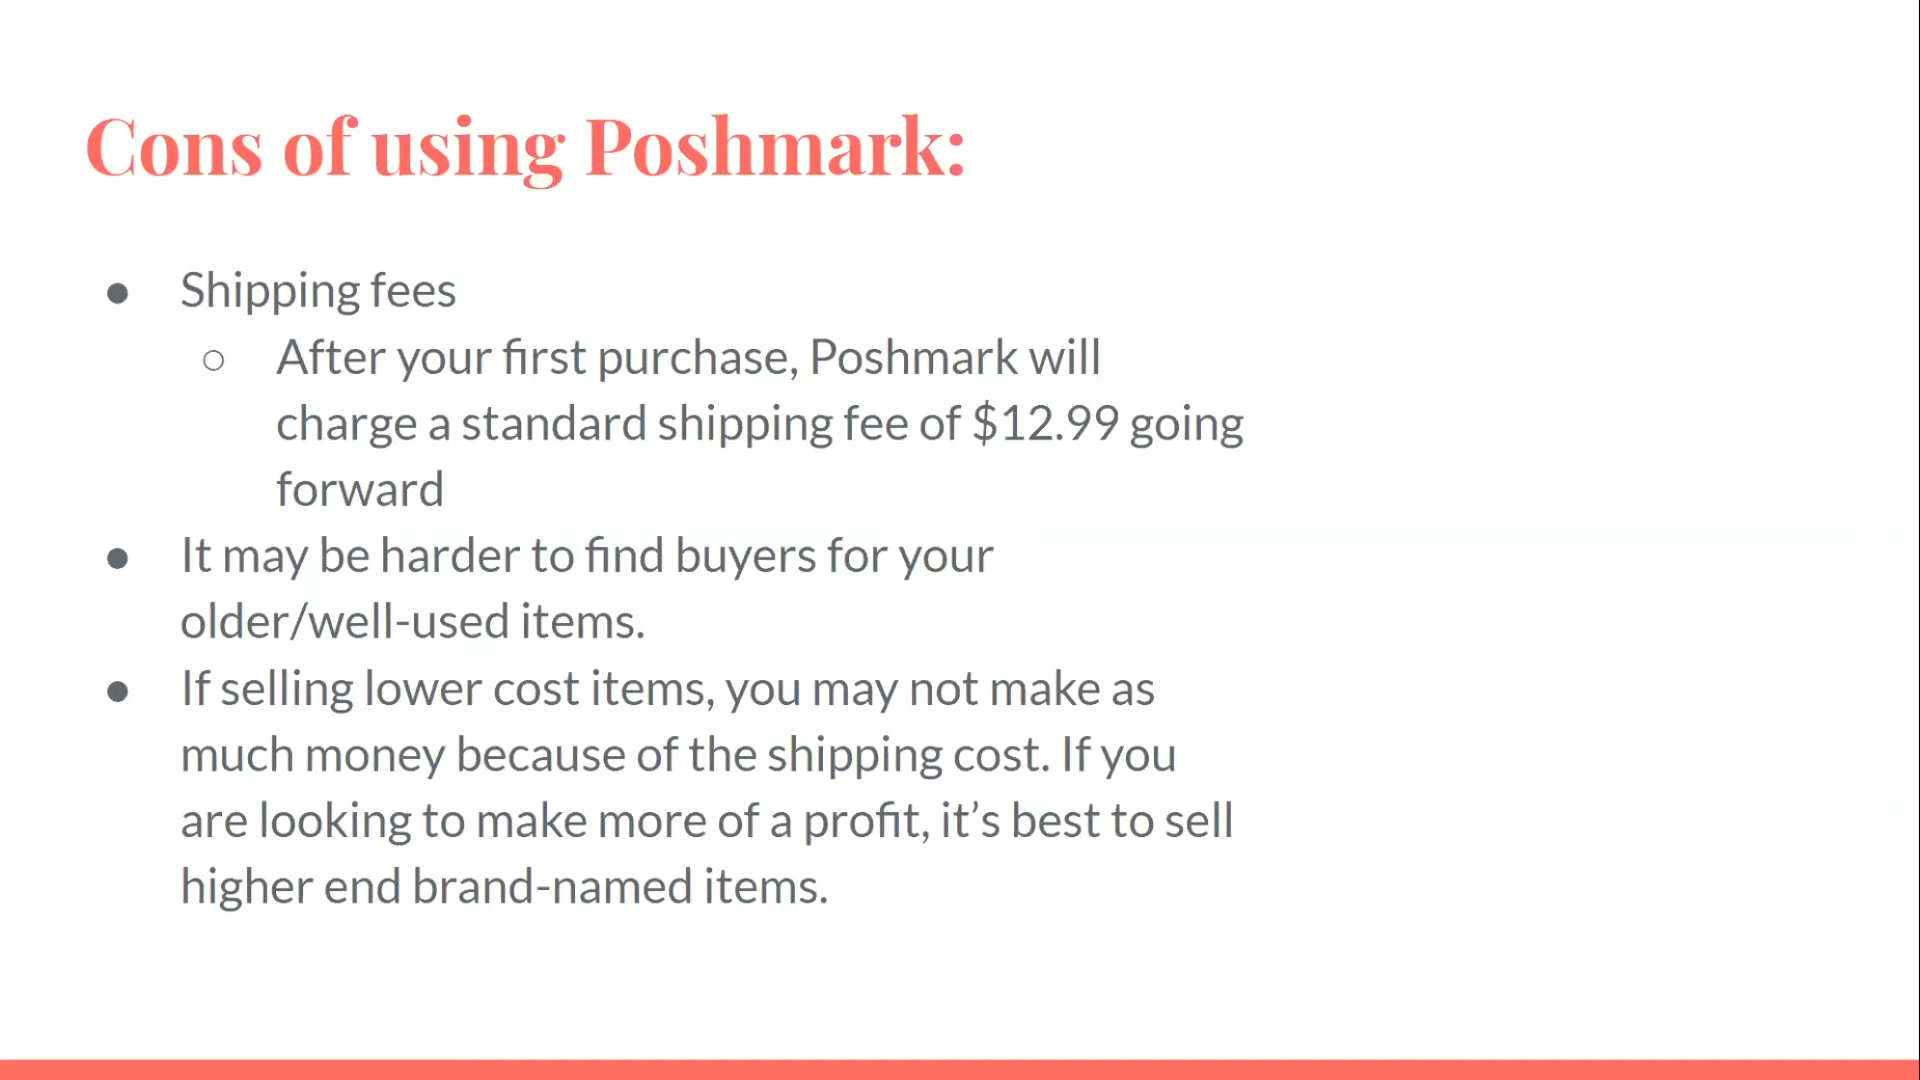 Cons of using Poshmark:
● Shipping fees
○ After your first purchase, Poshmark will
charge a standard shipping fee of $12.99 going
forward
● It may be harder to find buyers for your
older/well-used items.
● If selling lower cost items, you may not make as
much money because of the shipping cost. If you
are looking to make more of a profit, it’s best to sell
higher end brand-named items.